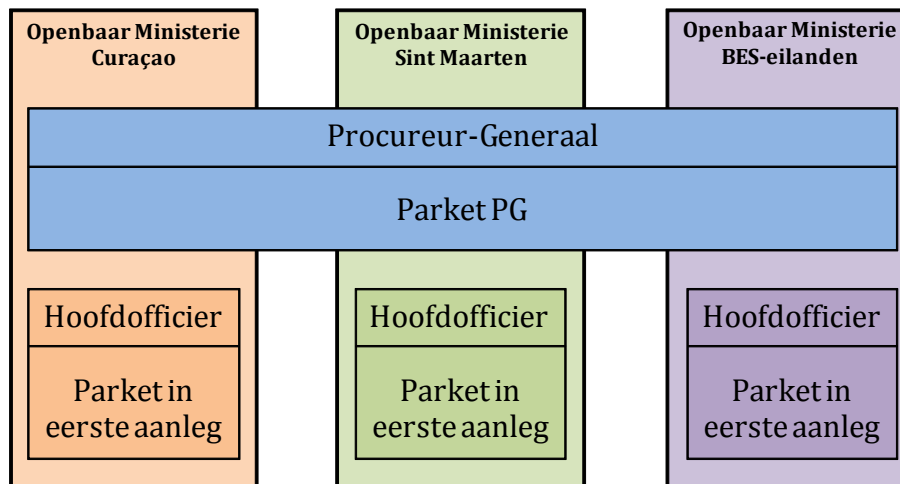 Openbaar Ministerie
Curaçao
Openbaar Ministerie
Sint Maarten
Openbaar Ministerie
BES-eilanden
Procureur-Generaal
Parket PG
Hoofdofficier
Parket in
eerste aanleg
Hoofdofficier
Parket in
eerste aanleg
Hoofdofficier
Parket in
eerste aanleg